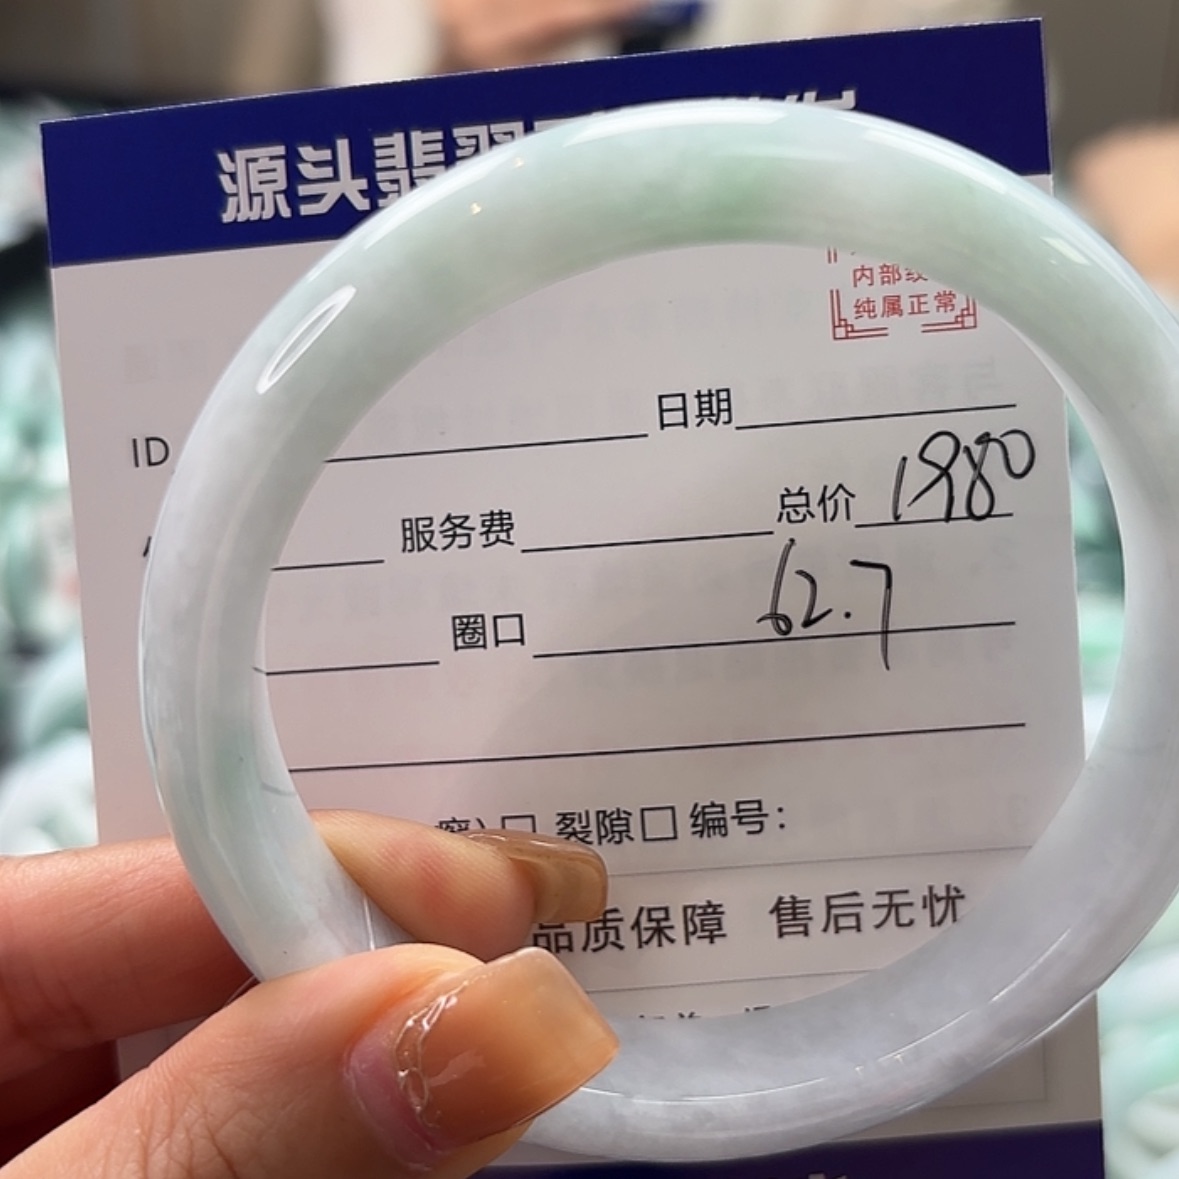 源头翡翠
内部纹
纯属正常
ID 日期
服务费 总价 1980
圈口 62.7
裂隙□ 编号：
品质保障 售后无忧